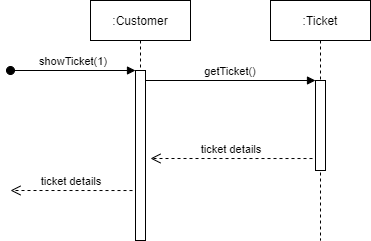 :Customer
:Ticket
showTicket(1)
getTicket()
ticket details
ticket details